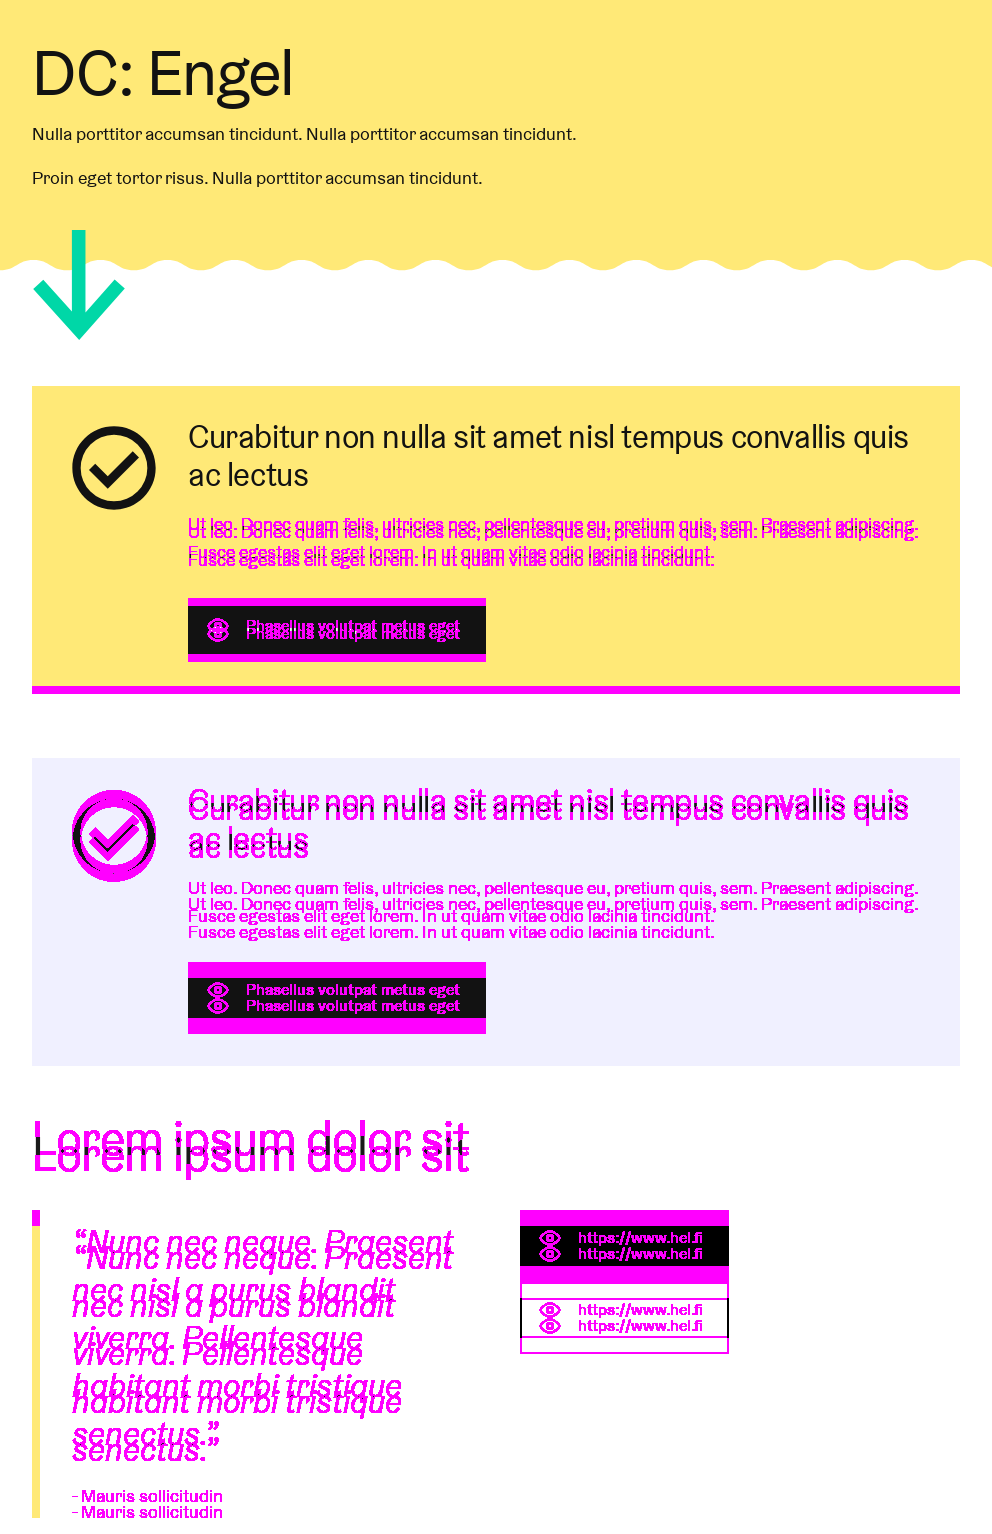 DC: Engel
Nulla porttitor accumsan tincidunt. Nulla porttitor accumsan tincidunt.
Proin eget tortor risus. Nulla porttitor accumsan tincidunt.
Curabitur non nulla sit amet nisl tempus convallis quis
ac lectus
Ut leo. Donec quam felis, ultricies nec, pellentesque eu, pretium quis, sem. Praesent adipiscing.
Ut leo. Donec quam felis, ultricies nec, pellentesque eu, pretium quis, sem. Praesent adipiscing.
Fusce egestas elit eget lorem. In ut quam vitae odio lacinia tincidunt.
Fusce egestas elit eget lorem. In ut quam vitae odio lacinia tincidunt.
Phasellus volutpat metus eget
Phasellus volutpat metus eget
Curabitur non nulla sit amet nisl tempus convallis quis
Curabitur non nulla sit amet nisl tempus convallis quis
ac lectus
ac lectus
Ut leo. Donec quam felis, ultricies nec, pellentesque eu, pretium quis, sem. Praesent adipiscing.
Ut leo. Donec quam felis, ultricies nec, pellentesque eu, pretium quis, sem. Praesent adipiscing.
Fusce egestas elit eget lorem. In ut quam vitae odio lacinia tincidunt.
Fusce egestas elit eget lorem. In ut quam vitae odio lacinia tincidunt.
Phasellus volutpat metus eget
Phasellus volutpat metus eget
Lorem ipsum dolor sit
Lorem ipsum dolor sit
“Nunc nec neque. Praesent
“Nunc nec neque. Praesent
nec nisl a purus blandit
nec nisl a purus blandit
viverra. Pellentesque
viverra. Pellentesque
habitant morbi tristique
habitant morbi tristique
senectus.”
senectus.”
- Mauris sollicitudin
- Mauris sollicitudin
https://www.hel.fi
https://www.hel.fi
https://www.hel.fi
https://www.hel.fi